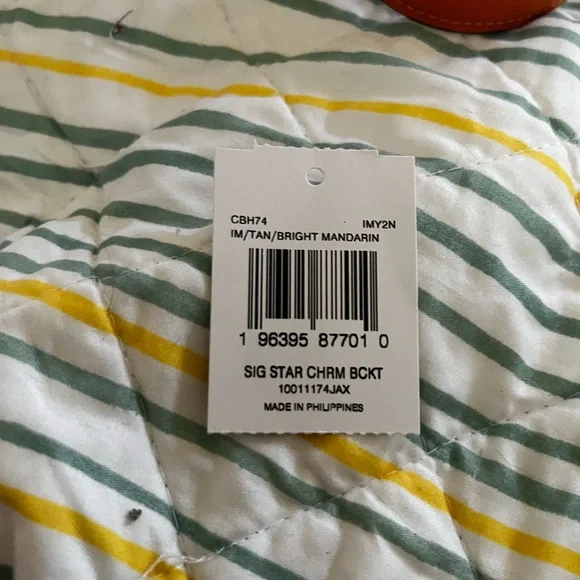 CBH74 IMY2N
IM/TAN/BRIGHT MANDARIN
1 96395 87701 0
SIG STAR CHRM BCKT
10011174JAX
MADE IN PHILIPPINES